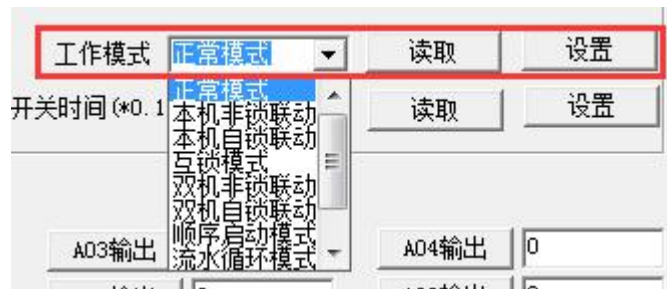 工作模式 正常模式 读取 设置
正常模式
开关时间(*0.1 本机非锁联动 读取 设置
本机自锁联动
互锁模式
双机非锁联动
双机自锁联动
顺序启动模式
A03输出 流水循环模式 A04输出 0